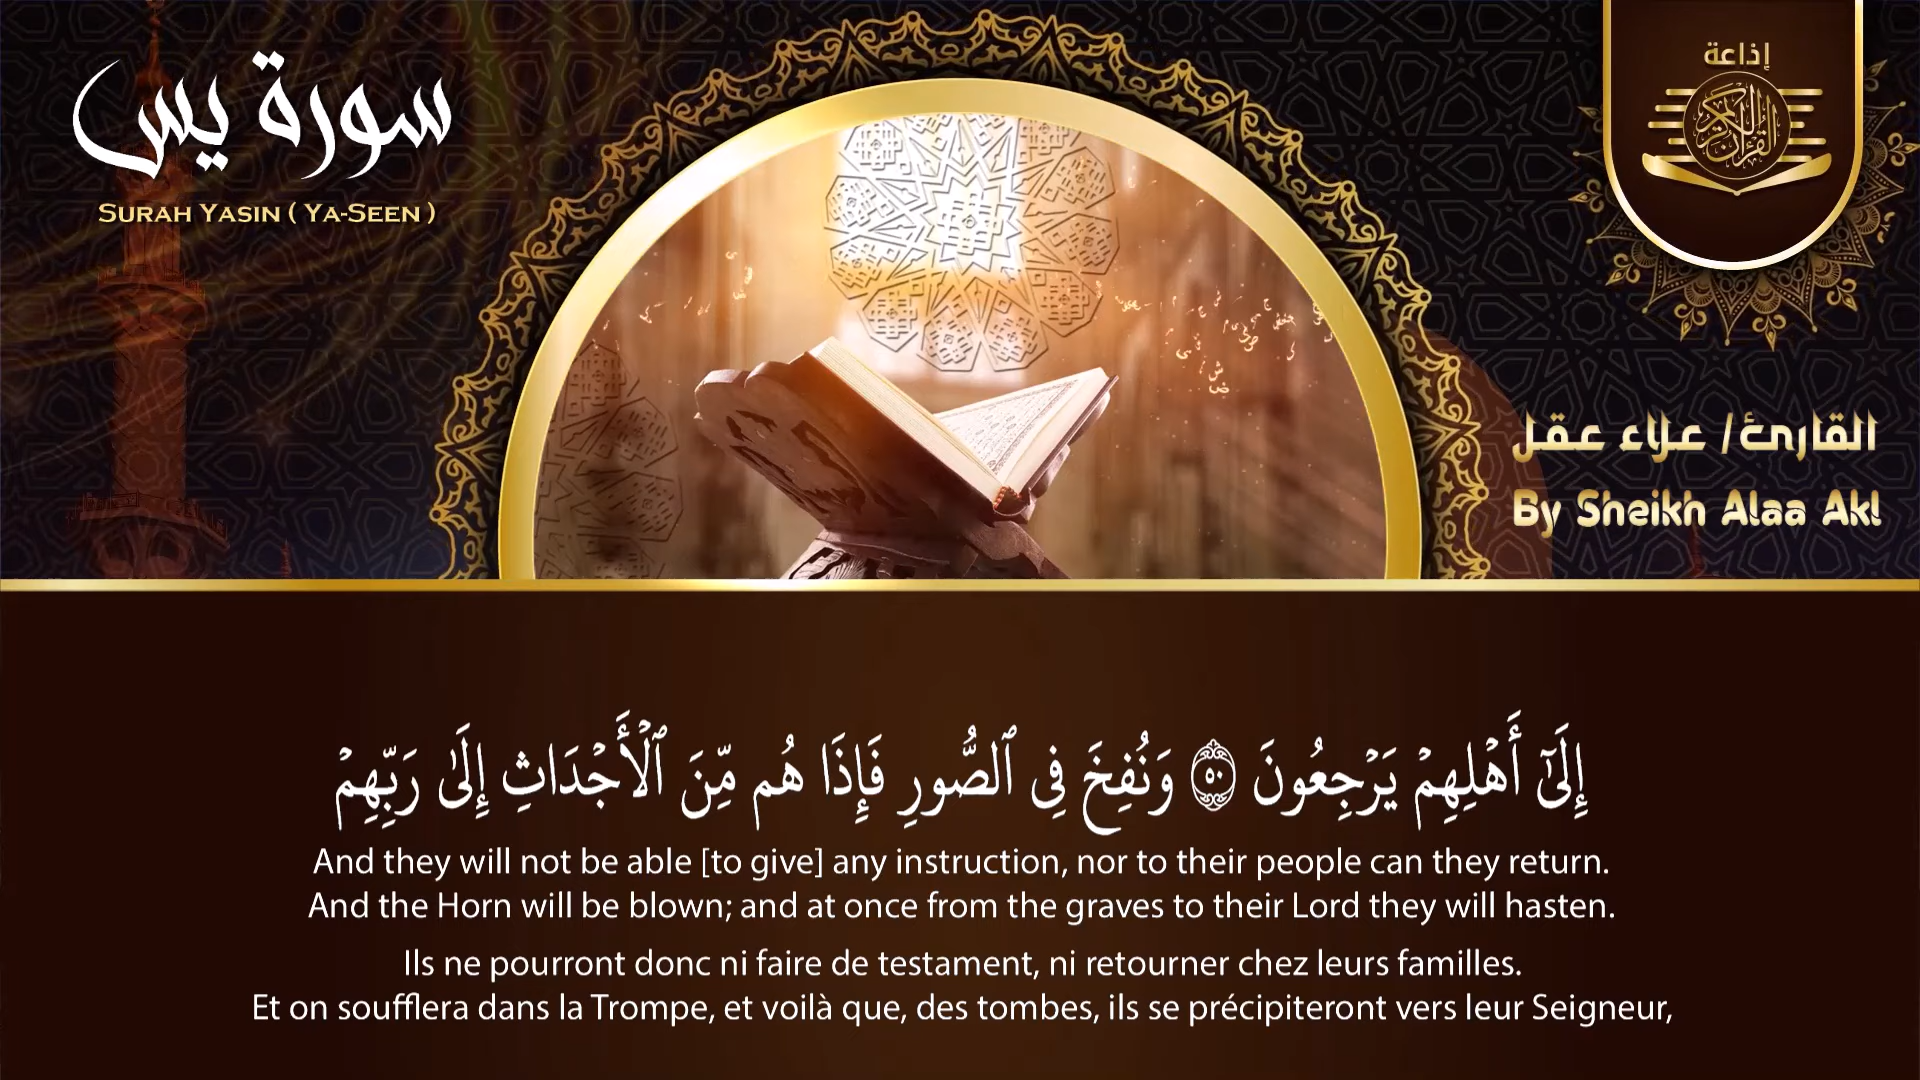 سورة يس
SURAH YASIN ( YA-SEEN )
إذاعة
القرآن الكريم
القارئ/ علاء عقل
By Sheikh Alaa Akl
إِلَىٰٓ أَهْلِهِمْ يَرْجِعُونَ ۝٥٠ وَنُفِخَ فِى ٱلصُّورِ فَإِذَا هُم مِّنَ ٱلْأَجْدَاثِ إِلَىٰ رَبِّهِمْ
And they will not be able [to give] any instruction, nor to their people can they return.
And the Horn will be blown; and at once from the graves to their Lord they will hasten.
Ils ne pourront donc ni faire de testament, ni retourner chez leurs familles.
Et on soufflera dans la Trompe, et voilà que, des tombes, ils se précipiteront vers leur Seigneur,